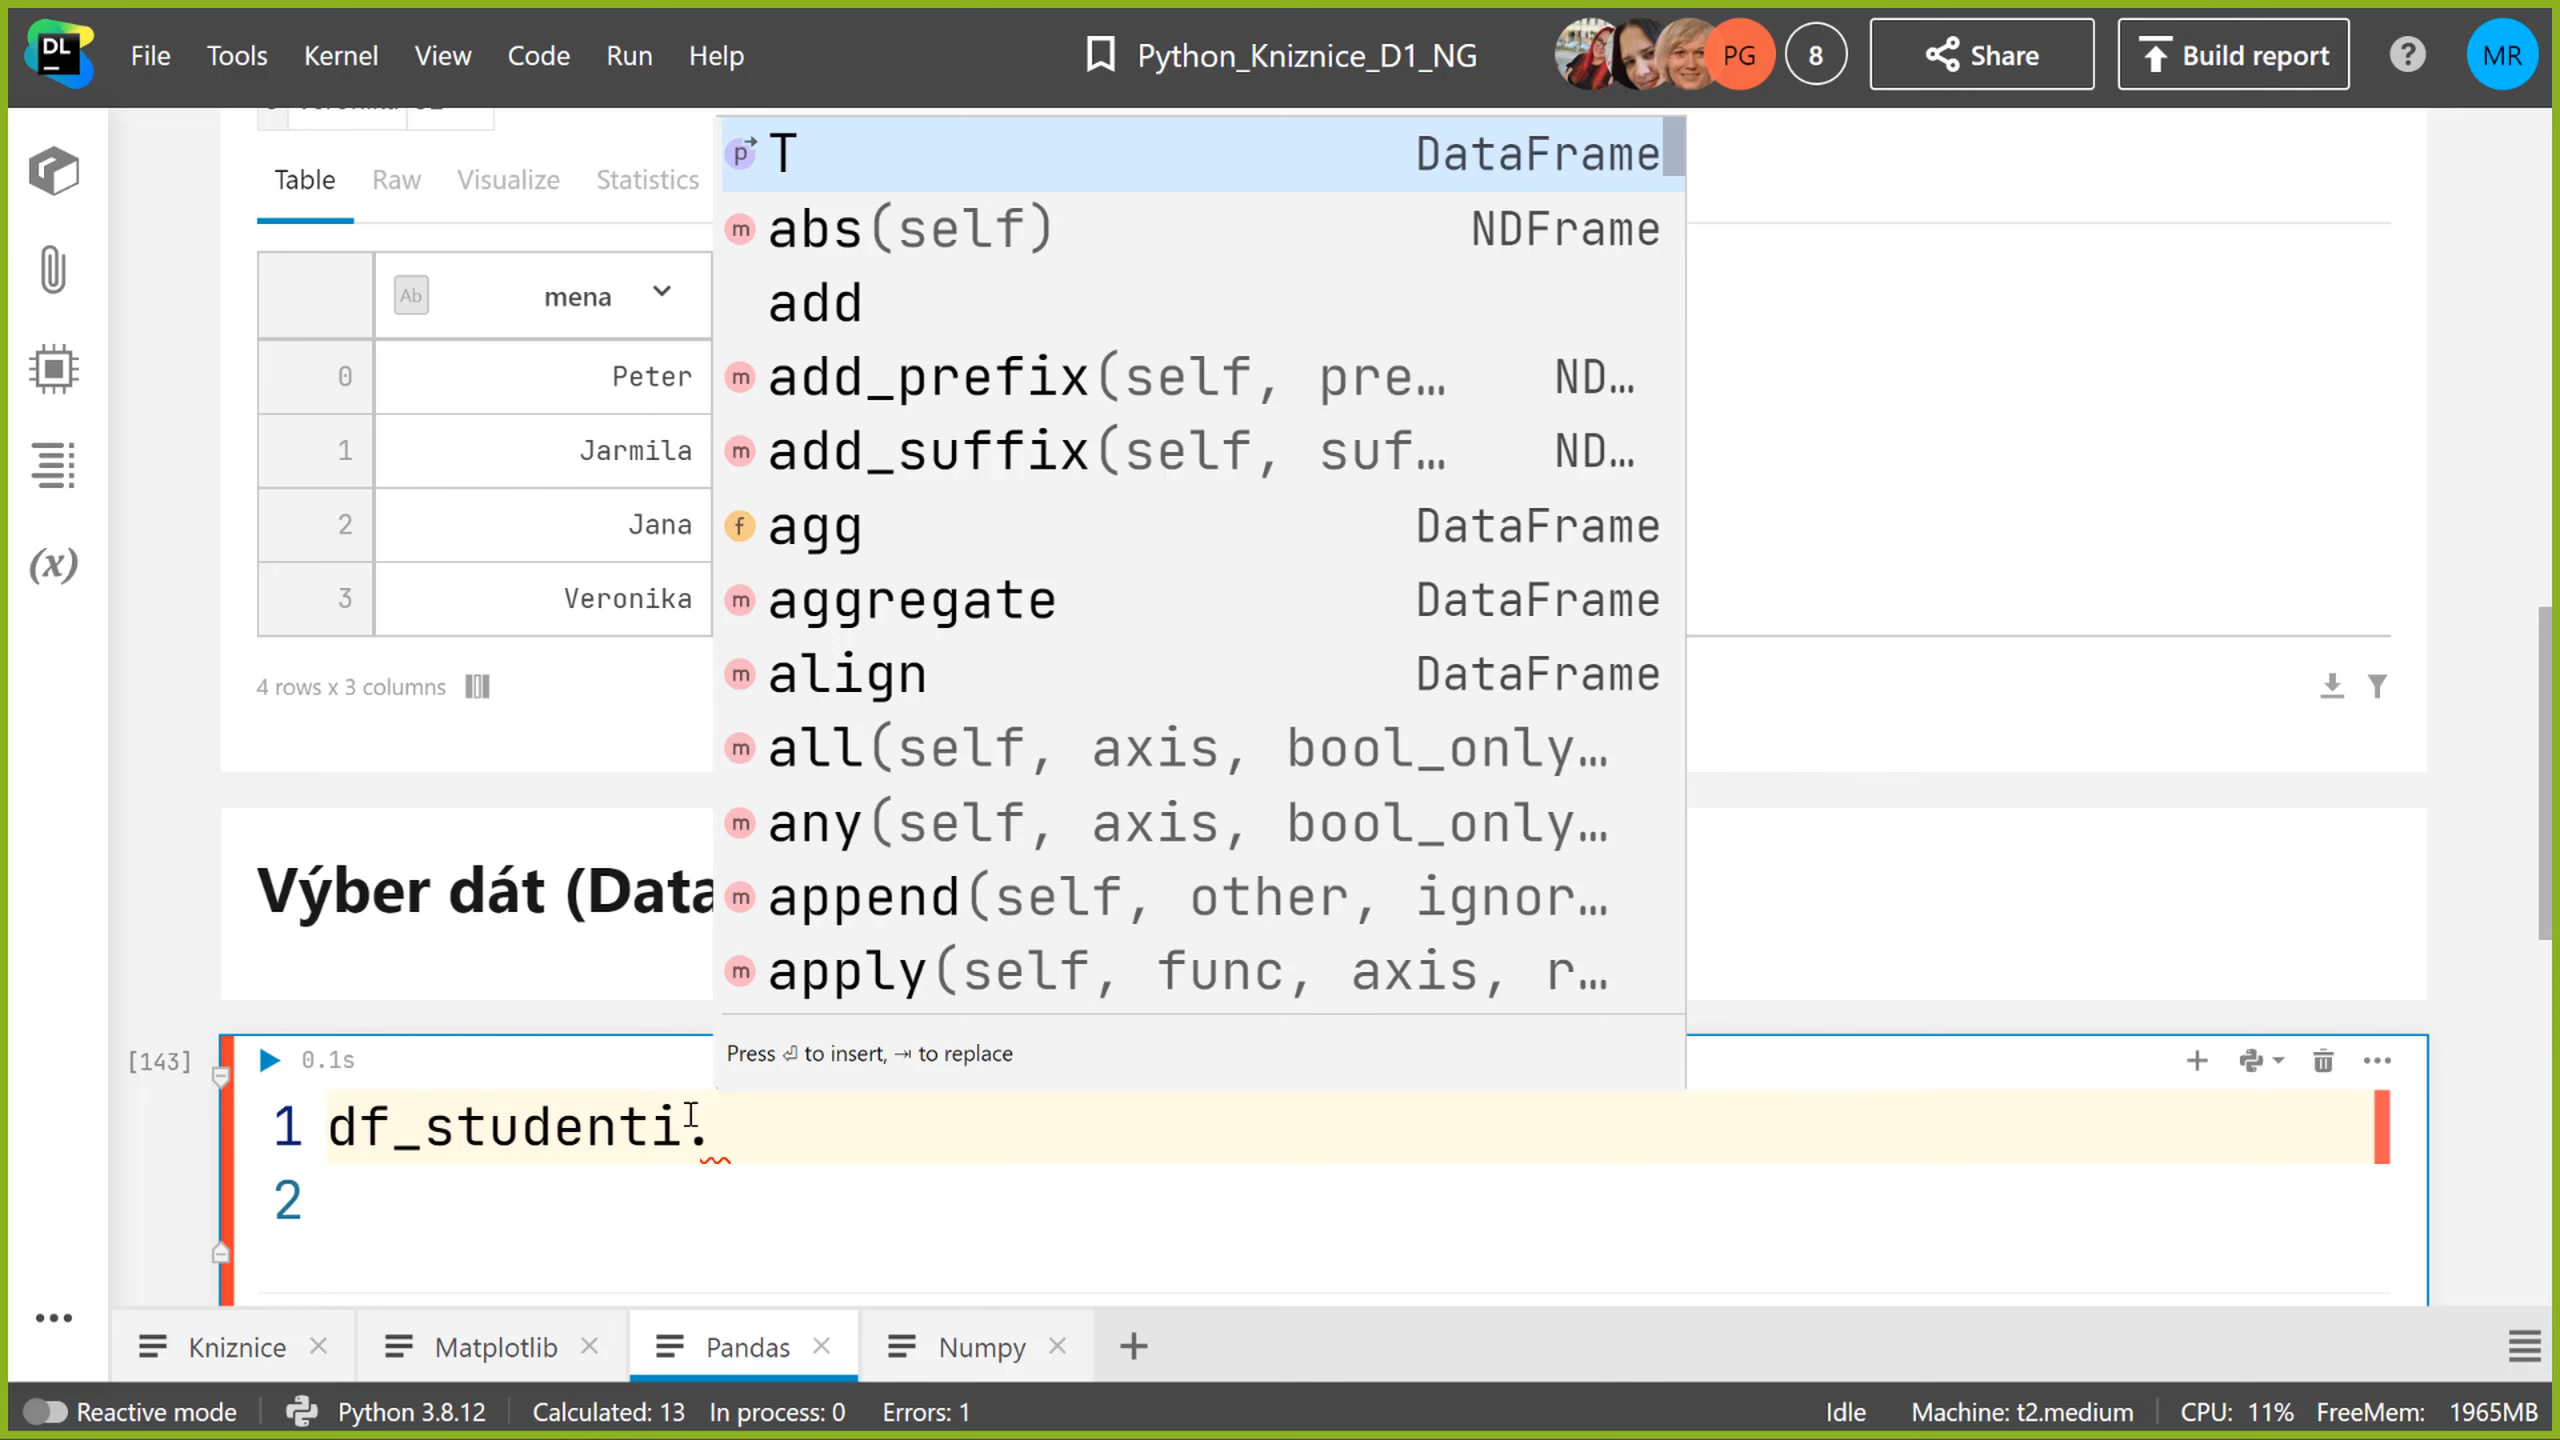 DL
File Tools Kernel View Code Run Help
Python_Kniznice_D1_NG
PG
8
Share
Build report
?
MR
Table Raw Visualize Statistics
Ab mena
0 Peter
1 Jarmila
2 Jana
3 Veronika
4 rows x 3 columns
p T DataFrame
m abs(self) NDFrame
add
m add_prefix(self, pre… ND…
m add_suffix(self, suf… ND…
f agg DataFrame
m aggregate DataFrame
m align DataFrame
m all(self, axis, bool_only…
m any(self, axis, bool_only…
m append(self, other, ignor…
m apply(self, func, axis, r…
Press ⏎ to insert, ⇥ to replace
(x)
Výber dát (Data
[143] 0.1s
1 df_studenti.
2
Kniznice Matplotlib Pandas Numpy
Reactive mode Python 3.8.12 Calculated: 13 In process: 0 Errors: 1 Idle Machine: t2.medium CPU: 11% FreeMem: 1965MB